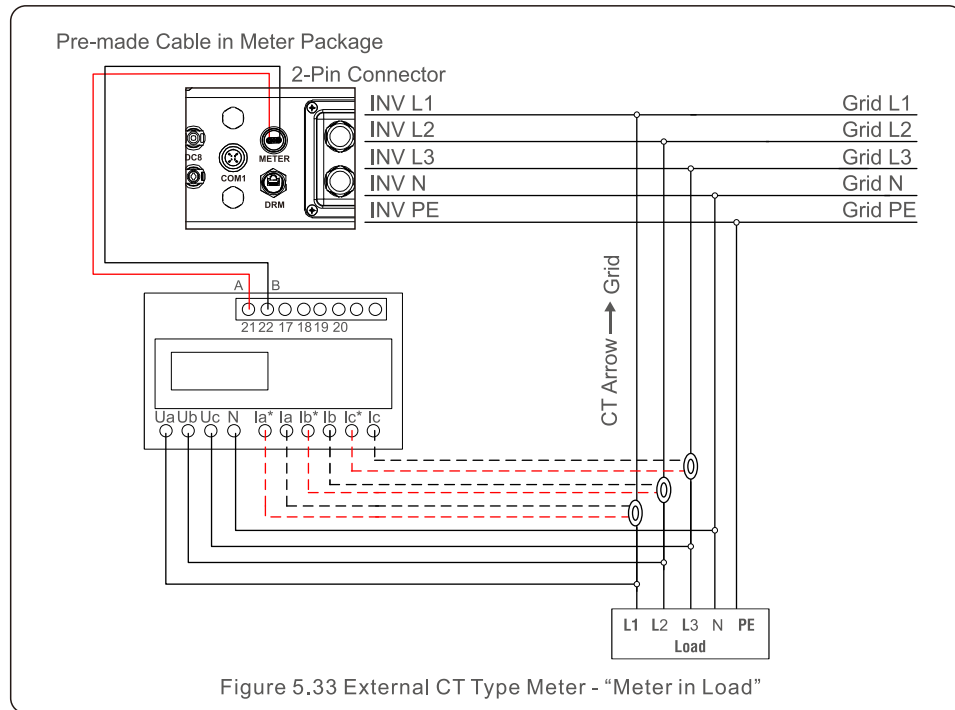 Pre-made Cable in Meter Package
2-Pin Connector
INV L1 Grid L1
INV L2 Grid L2
INV L3 Grid L3
INV N Grid N
INV PE Grid PE
DC8
COM1
METER
DRM
A B
21 22 17 18 19 20
Ua Ub Uc N Ia* Ia Ib* Ib Ic* Ic
CT Arrow → Grid
L1 L2 L3 N PE
Load
Figure 5.33 External CT Type Meter - “Meter in Load”